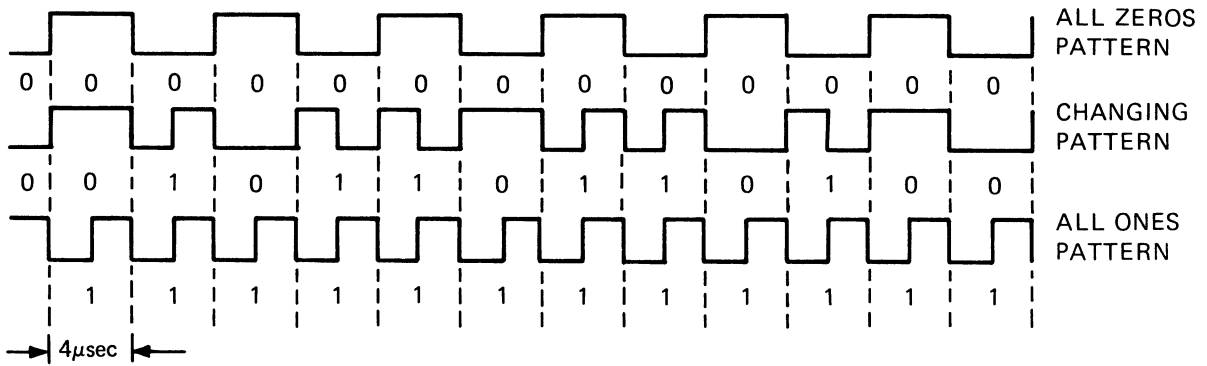 ALL ZEROS
PATTERN
0 0 0 0 0 0 0 0 0 0 0 0 0
CHANGING
PATTERN
0 0 1 0 1 1 0 1 1 0 1 0 0
ALL ONES
PATTERN
1 1 1 1 1 1 1 1 1 1 1 1
4μsec